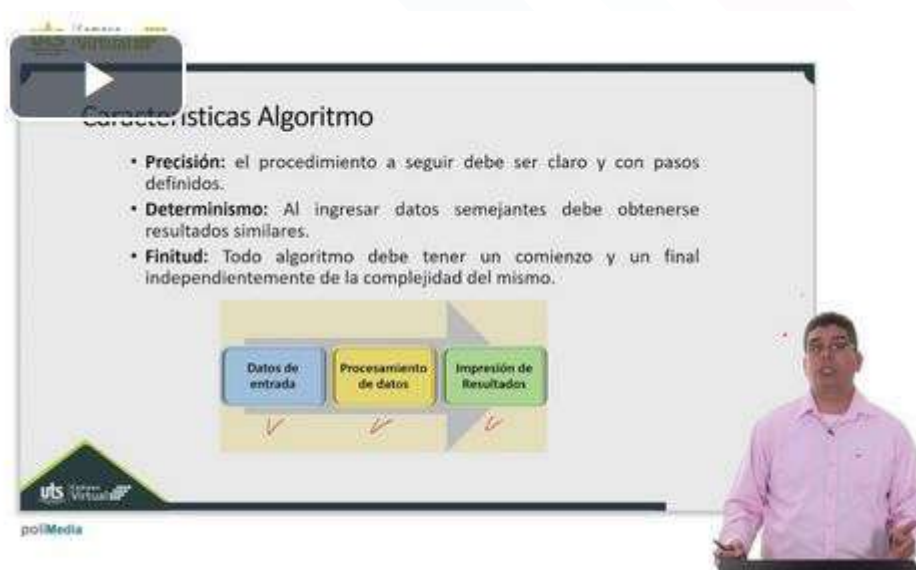 Características Algoritmo
• Precisión: el procedimiento a seguir debe ser claro y con pasos
definidos.
• Determinismo: Al ingresar datos semejantes debe obtenerse
resultados similares.
• Finitud: Todo algoritmo debe tener un comienzo y un final
independientemente de la complejidad del mismo.
Datos de
entrada
Procesamiento
de datos
Impresión de
Resultados
uts Campus
Virtual
poliMedia